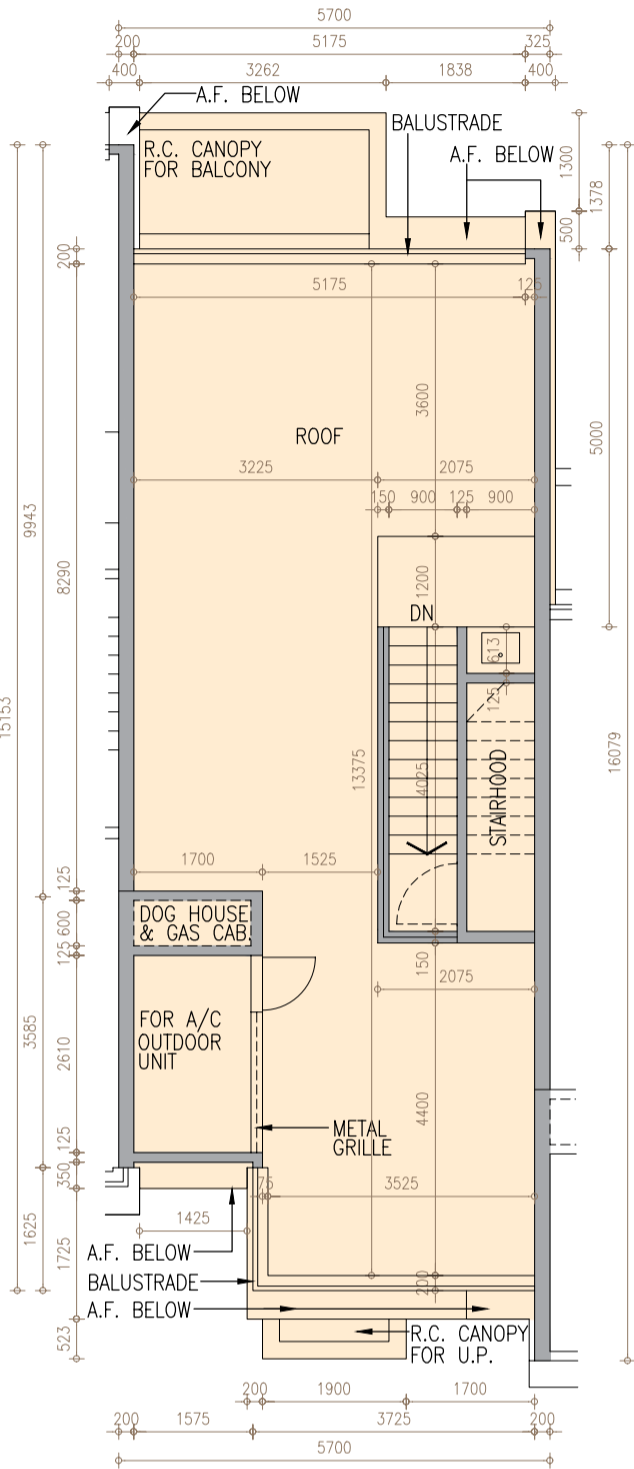 5700
200
5175
325
400
3262
1838
400
A.F. BELOW
BALUSTRADE
R.C. CANOPY
FOR BALCONY
A.F. BELOW
1300
1378
500
200
5175
125
3600
ROOF
5000
3225
2075
150
900
125
900
9943
8290
1200
DN
613
125
15153
16079
13375
4025
STAIRHOOD
1700
1525
125
600
DOG HOUSE
& GAS CAB.
125
150
2075
FOR A/C
OUTDOOR
UNIT
3585
2610
4400
METAL
GRILLE
125
350
75
3525
1625
1425
1725
A.F. BELOW
BALUSTRADE
200
A.F. BELOW
523
R.C. CANOPY
FOR U.P.
200
1900
1700
200
1575
3725
200
5700